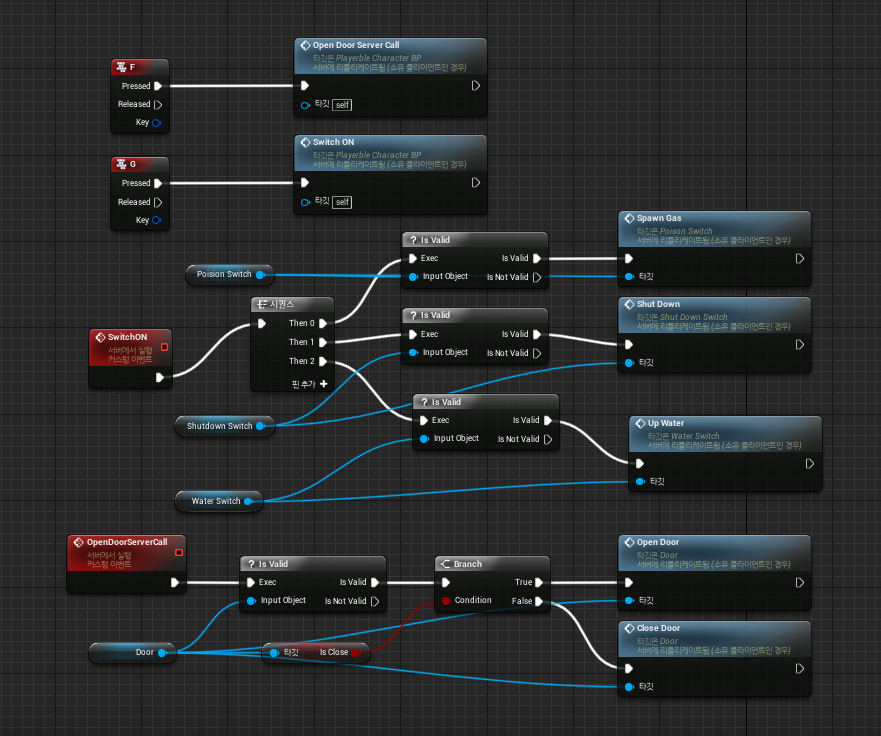 F
Pressed
Released
Key
Open Door Server Call
타깃은 Playerble Character BP
서버에 리플리케이트됨 (소유 클라이언트인 경우)
타깃 self
G
Pressed
Released
Key
Switch ON
타깃은 Playerble Character BP
서버에 리플리케이트됨 (소유 클라이언트인 경우)
타깃 self
Poision Switch
? Is Valid
Exec Is Valid
Input Object Is Not Valid
Spawn Gas
타깃은 Poison Switch
서버에 리플리케이트됨 (소유 클라이언트인 경우)
타깃
SwitchON
서버에서 실행
커스텀 이벤트
시퀀스
Then 0
Then 1
Then 2
핀 추가 +
? Is Valid
Exec Is Valid
Input Object Is Not Valid
Shut Down
타깃은 Shut Down Switch
서버에 리플리케이트됨 (소유 클라이언트인 경우)
타깃
Shutdown Switch
? Is Valid
Exec Is Valid
Input Object Is Not Valid
Up Water
타깃은 Water Switch
서버에 리플리케이트됨 (소유 클라이언트인 경우)
타깃
Water Switch
OpenDoorServerCall
서버에서 실행
커스텀 이벤트
? Is Valid
Exec Is Valid
Input Object Is Not Valid
Branch
True
Condition False
Open Door
타깃은 Door
서버에 리플리케이트됨 (소유 클라이언트인 경우)
타깃
Door
타깃 Is Close
Close Door
타깃은 Door
서버에 리플리케이트됨 (소유 클라이언트인 경우)
타깃